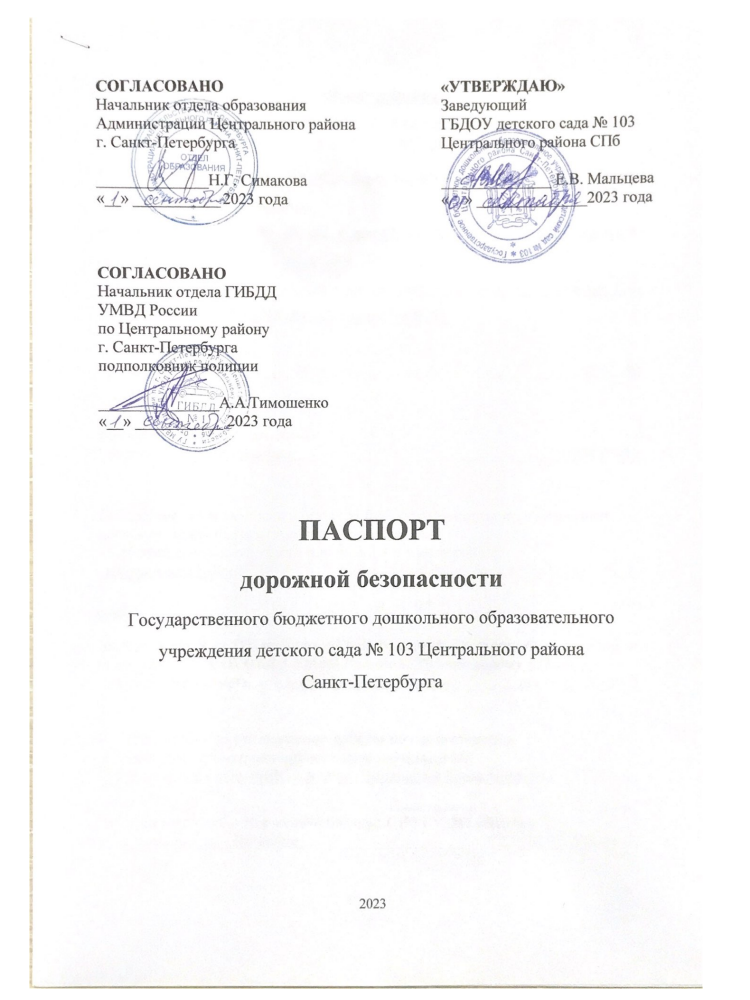 СОГЛАСОВАНО
Начальник отдела образования
Администрации Центрального района
г. Санкт-Петербурга
Н.Г. Симакова
«1» сентября 2023 года
«УТВЕРЖДАЮ»
Заведующий
ГБДОУ детского сада № 103
Центрального района СПб
Е.В. Мальцева
«01» сентября 2023 года
ОТДЕЛ
ОБРАЗОВАНИЯ
СОГЛАСОВАНО
Начальник отдела ГИБДД
УМВД России
по Центральному району
г. Санкт-Петербурга
подполковник полиции
А.А.Тимошенко
«1» сентября 2023 года
ГИБДД
ПАСПОРТ
дорожной безопасности
Государственного бюджетного дошкольного образовательного
учреждения детского сада № 103 Центрального района
Санкт-Петербурга
2023